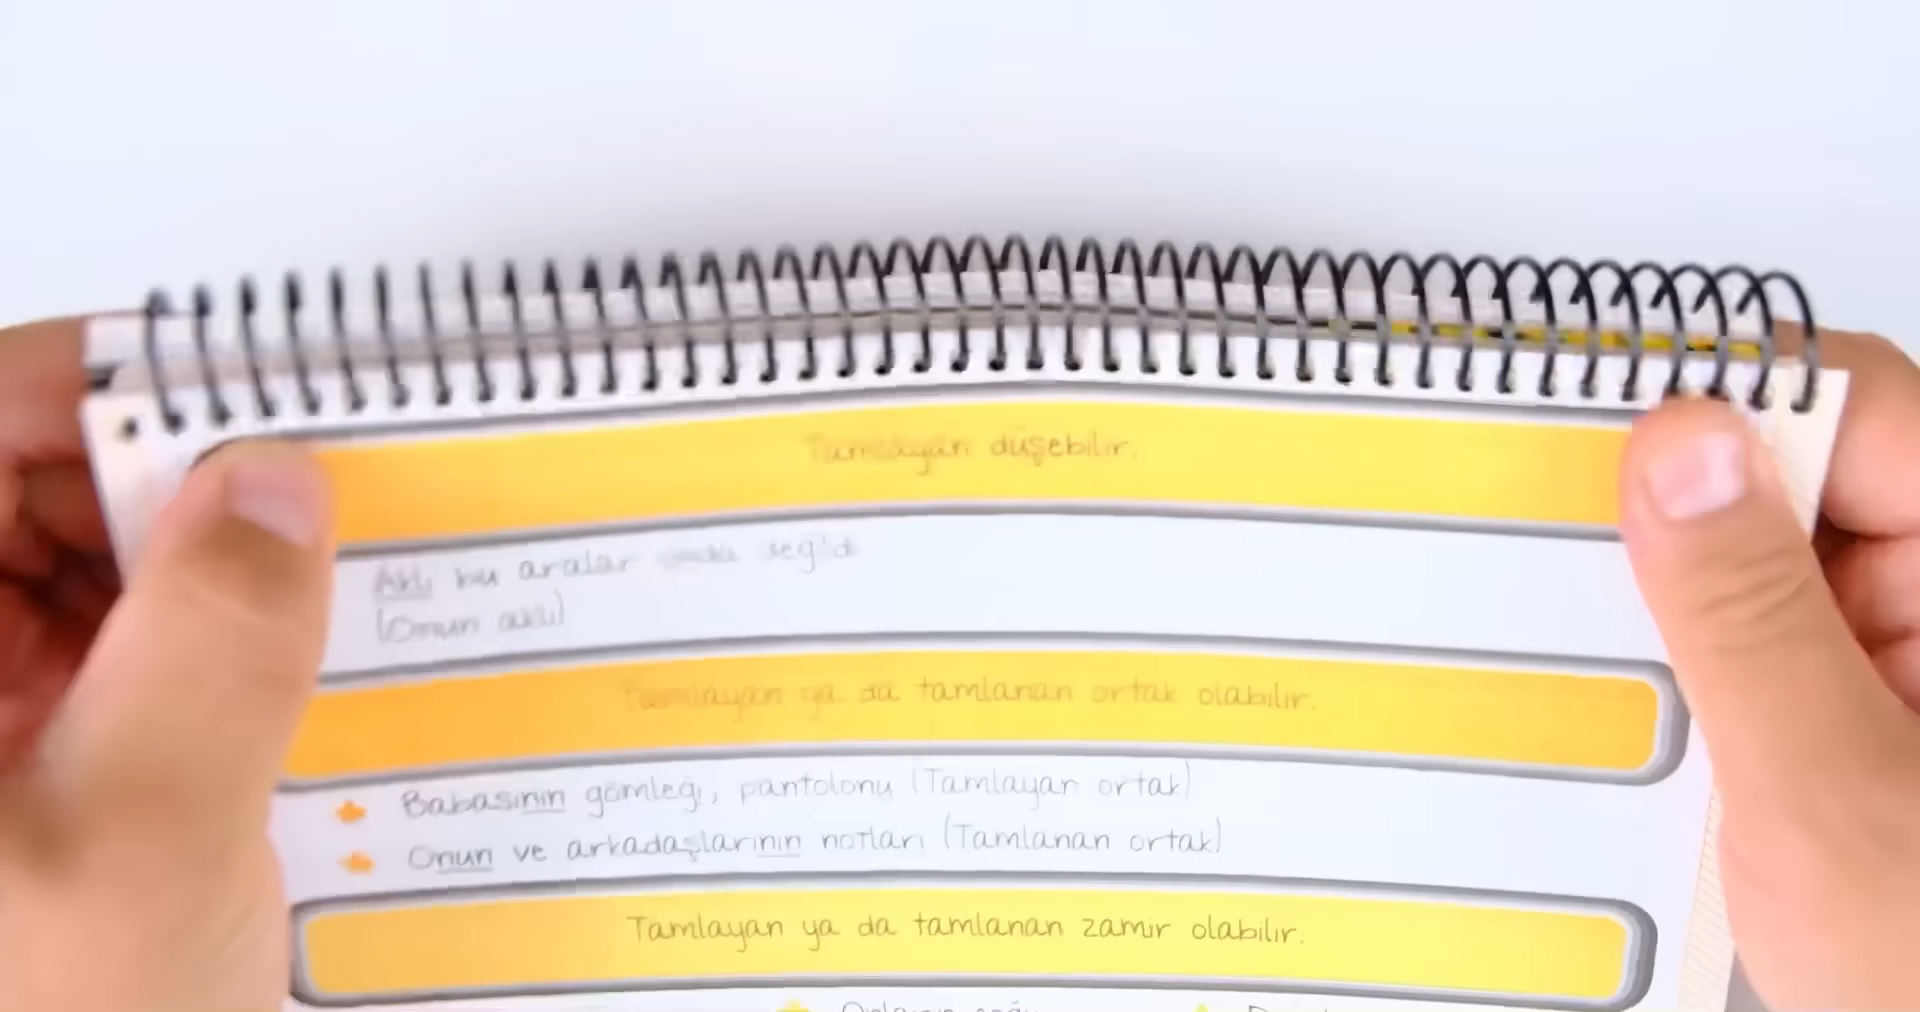 Tamlayan düşebilir.
Aklı bu aralar
(Onun aklı)
Tamlayan ya da tamlanan ortak olabilir.
Babasının gömleği, pantolonu (Tamlayan ortak)
Onun ve arkadaşlarının notları (Tamlanan ortak)
Tamlayan ya da tamlanan zamir olabilir.